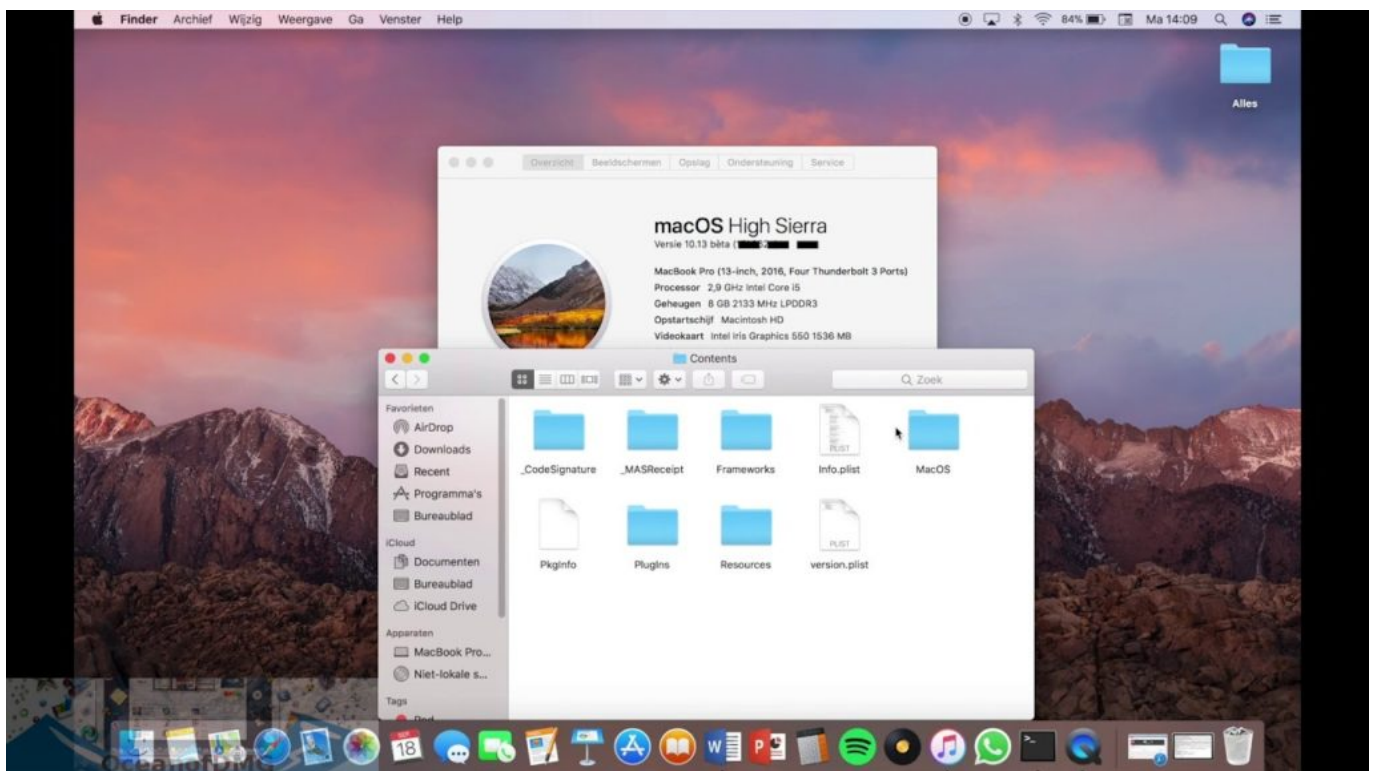 Finder Archief Wijzig Weergave Ga Venster Help 84% Ma 14:09
Alles
Overzicht Beeldschermen Opslag Ondersteuning Service
macOS High Sierra
Versie 10.13 bèta (
MacBook Pro (13-inch, 2016, Four Thunderbolt 3 Ports)
Processor 2,9 GHz Intel Core i5
Geheugen 8 GB 2133 MHz LPDDR3
Opstartschijf Macintosh HD
Videokaart Intel Iris Graphics 550 1536 MB
Contents
Zoek
Favorieten
AirDrop
Downloads
Recent
Programma's
Bureaublad
iCloud
Documenten
Bureaublad
iCloud Drive
Apparaten
MacBook Pro...
Niet-lokale s...
Tags
_CodeSignature _MASReceipt Frameworks Info.plist MacOS
PkgInfo PlugIns Resources version.plist
PLIST
PLIST
SEP
18
OceanofDMG